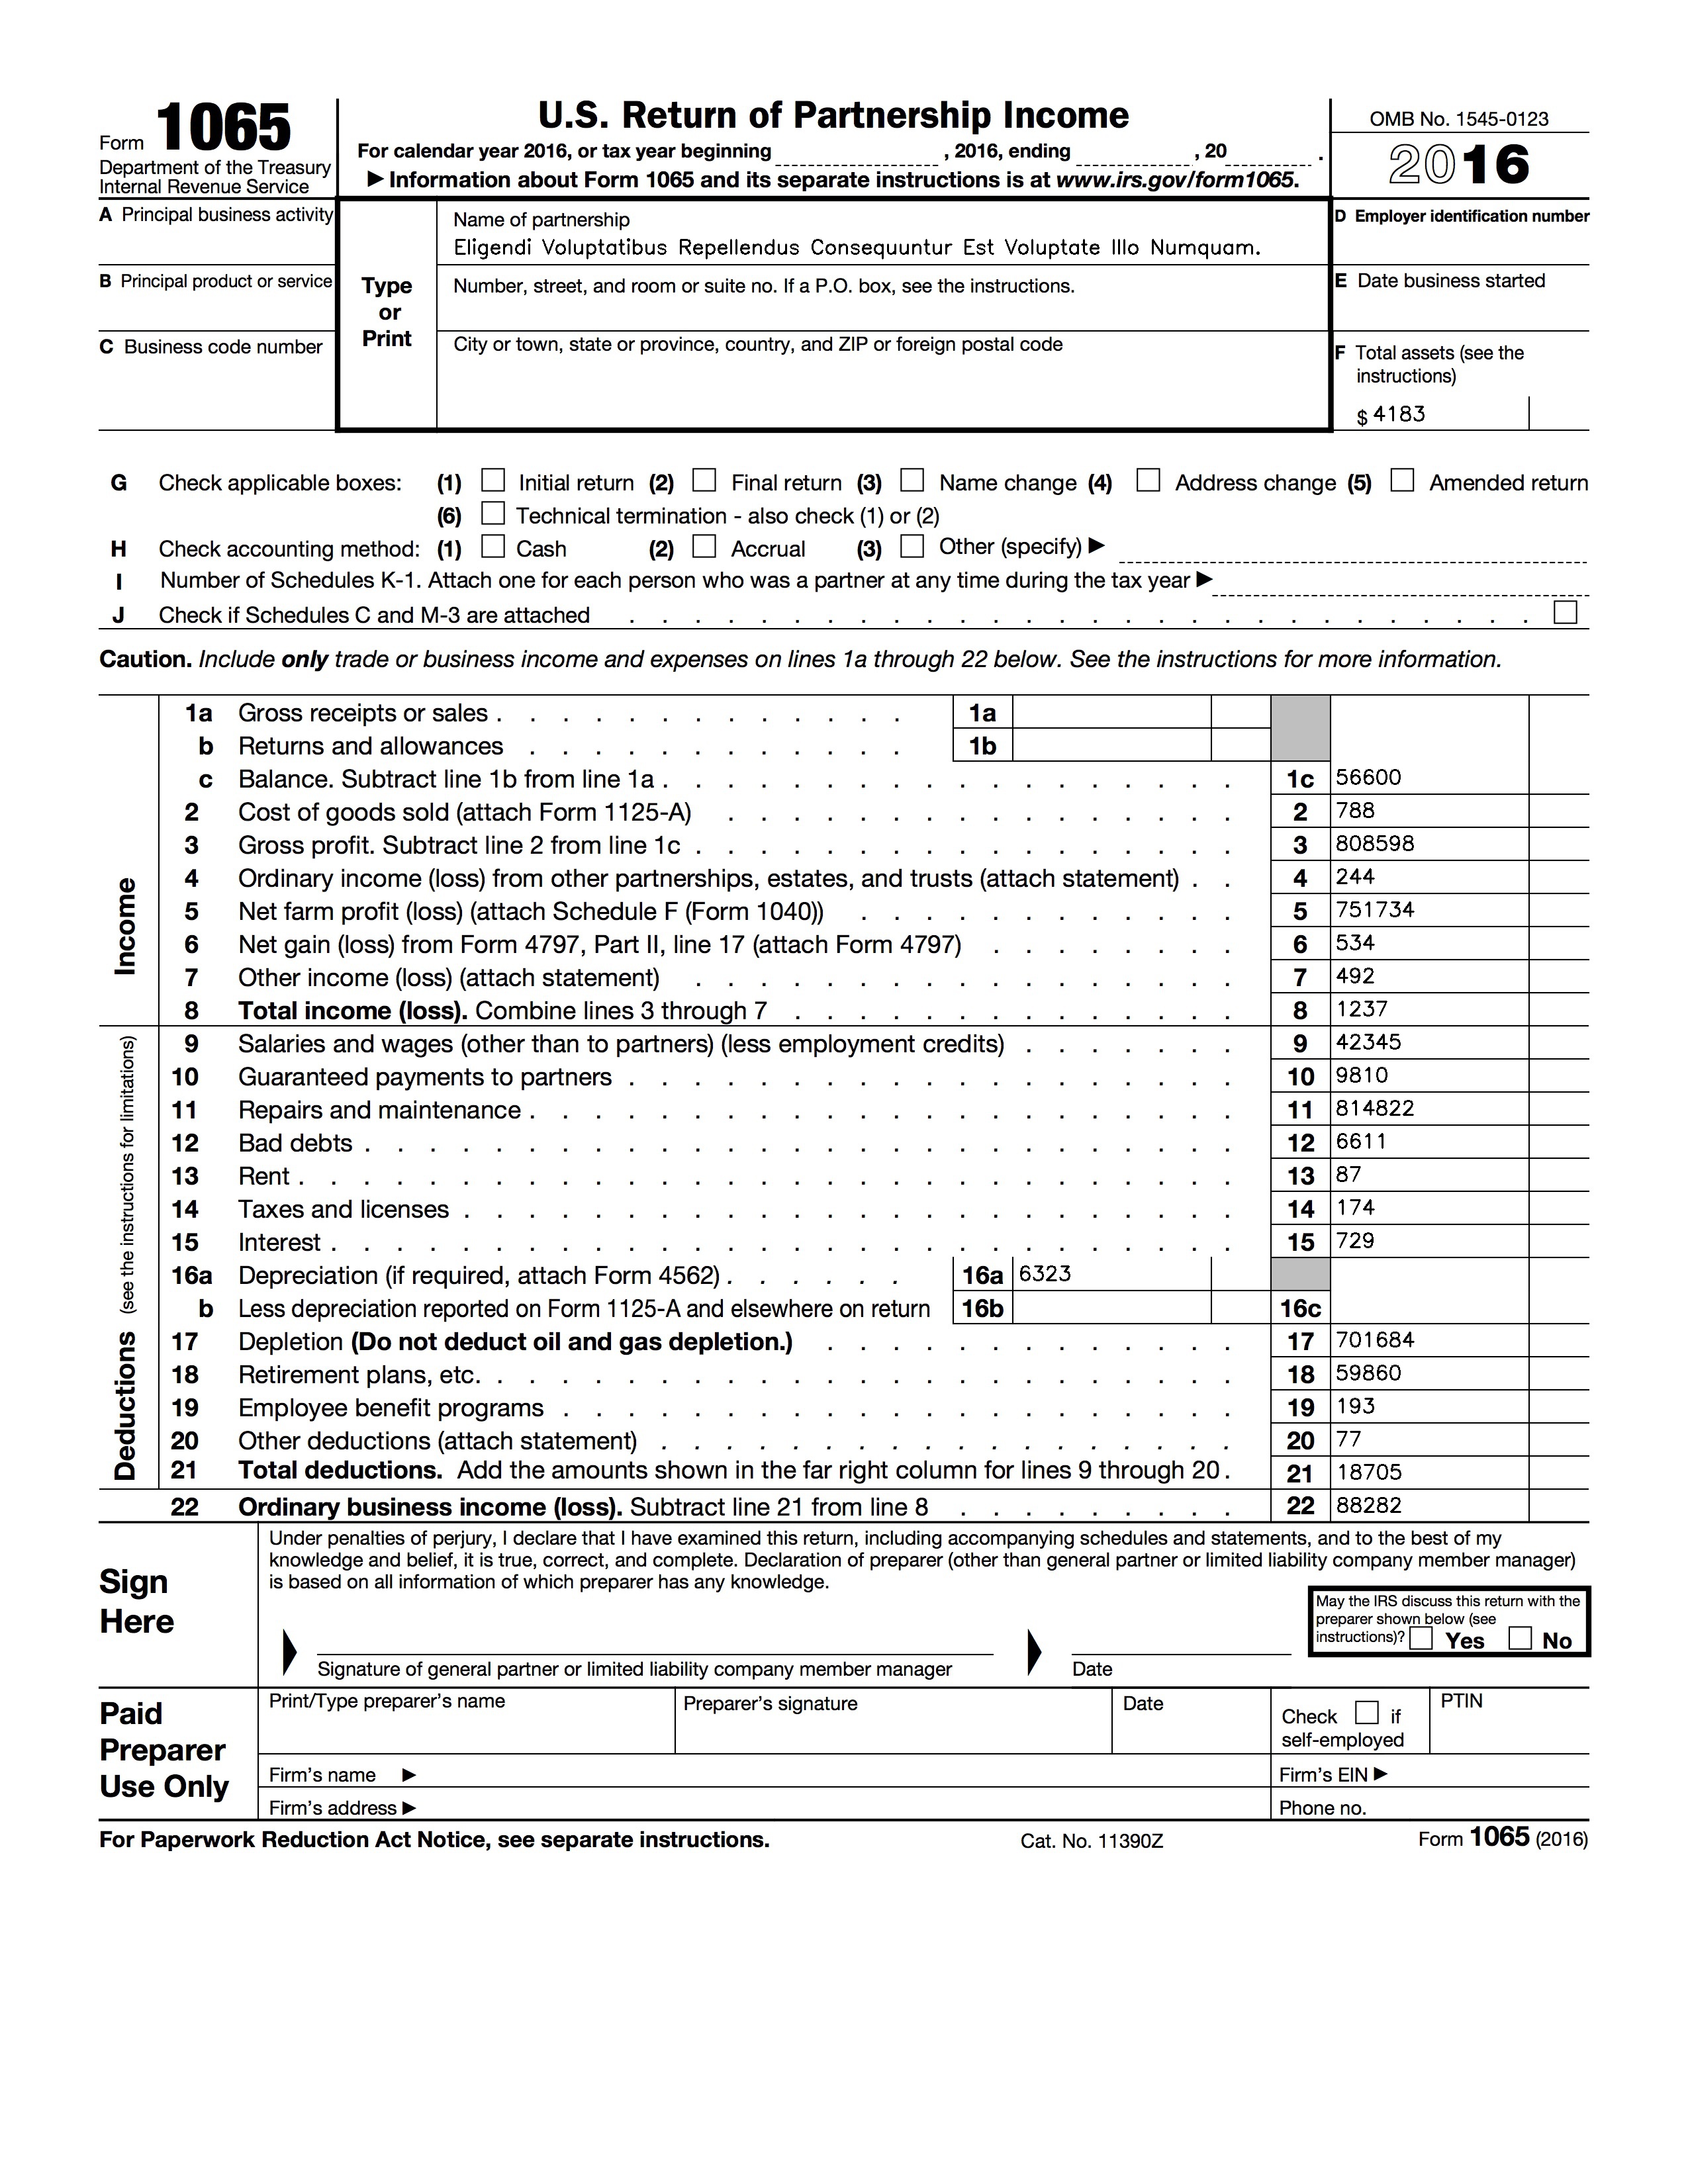 Form 1065
Department of the Treasury
Internal Revenue Service
U.S. Return of Partnership Income
For calendar year 2016, or tax year beginning , 2016, ending , 20 .
▶ Information about Form 1065 and its separate instructions is at www.irs.gov/form1065.
OMB No. 1545-0123
2016
A Principal business activity
B Principal product or service
C Business code number
Type
or
Print
Name of partnership
Eligendi Voluptatibus Repellendus Consequuntur Est Voluptate Illo Numquam.
Number, street, and room or suite no. If a P.O. box, see the instructions.
City or town, state or province, country, and ZIP or foreign postal code
D Employer identification number
E Date business started
F Total assets (see the
instructions)
$ 4183
G Check applicable boxes: (1) Initial return (2) Final return (3) Name change (4) Address change (5) Amended return
(6) Technical termination - also check (1) or (2)
H Check accounting method: (1) Cash (2) Accrual (3) Other (specify) ▶
I Number of Schedules K-1. Attach one for each person who was a partner at any time during the tax year ▶
J Check if Schedules C and M-3 are attached
Caution. Include only trade or business income and expenses on lines 1a through 22 below. See the instructions for more information.
Income
1a Gross receipts or sales 1a
b Returns and allowances 1b
c Balance. Subtract line 1b from line 1a 1c 56600
2 Cost of goods sold (attach Form 1125-A) 2 788
3 Gross profit. Subtract line 2 from line 1c 3 808598
4 Ordinary income (loss) from other partnerships, estates, and trusts (attach statement) 4 244
5 Net farm profit (loss) (attach Schedule F (Form 1040)) 5 751734
6 Net gain (loss) from Form 4797, Part II, line 17 (attach Form 4797) 6 534
7 Other income (loss) (attach statement) 7 492
8 Total income (loss). Combine lines 3 through 7 8 1237
Deductions (see the instructions for limitations)
9 Salaries and wages (other than to partners) (less employment credits) 9 42345
10 Guaranteed payments to partners 10 9810
11 Repairs and maintenance 11 814822
12 Bad debts 12 6611
13 Rent 13 87
14 Taxes and licenses 14 174
15 Interest 15 729
16a Depreciation (if required, attach Form 4562) 16a 6323
b Less depreciation reported on Form 1125-A and elsewhere on return 16b 16c
17 Depletion (Do not deduct oil and gas depletion.) 17 701684
18 Retirement plans, etc. 18 59860
19 Employee benefit programs 19 193
20 Other deductions (attach statement) 20 77
21 Total deductions. Add the amounts shown in the far right column for lines 9 through 20 21 18705
22 Ordinary business income (loss). Subtract line 21 from line 8 22 88282
Sign
Here
Under penalties of perjury, I declare that I have examined this return, including accompanying schedules and statements, and to the best of my
knowledge and belief, it is true, correct, and complete. Declaration of preparer (other than general partner or limited liability company member manager)
is based on all information of which preparer has any knowledge.
Signature of general partner or limited liability company member manager
Date
May the IRS discuss this return with the
preparer shown below (see
instructions)? Yes No
Paid
Preparer
Use Only
Print/Type preparer's name
Preparer's signature
Date
Check if
self-employed
PTIN
Firm's name ▶
Firm's EIN ▶
Firm's address ▶
Phone no.
For Paperwork Reduction Act Notice, see separate instructions.
Cat. No. 11390Z
Form 1065 (2016)